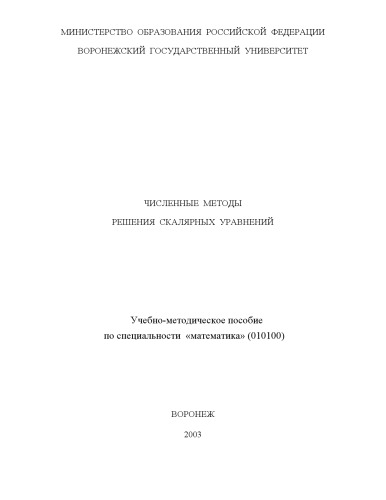 МИНИСТЕРСТВО ОБРАЗОВАНИЯ РОССИЙСКОЙ ФЕДЕРАЦИИ
ВОРОНЕЖСКИЙ ГОСУДАРСТВЕННЫЙ УНИВЕРСИТЕТ
ЧИСЛЕННЫЕ МЕТОДЫ
РЕШЕНИЯ СКАЛЯРНЫХ УРАВНЕНИЙ
Учебно-методическое пособие
по специальности «математика» (010100)
ВОРОНЕЖ
2003